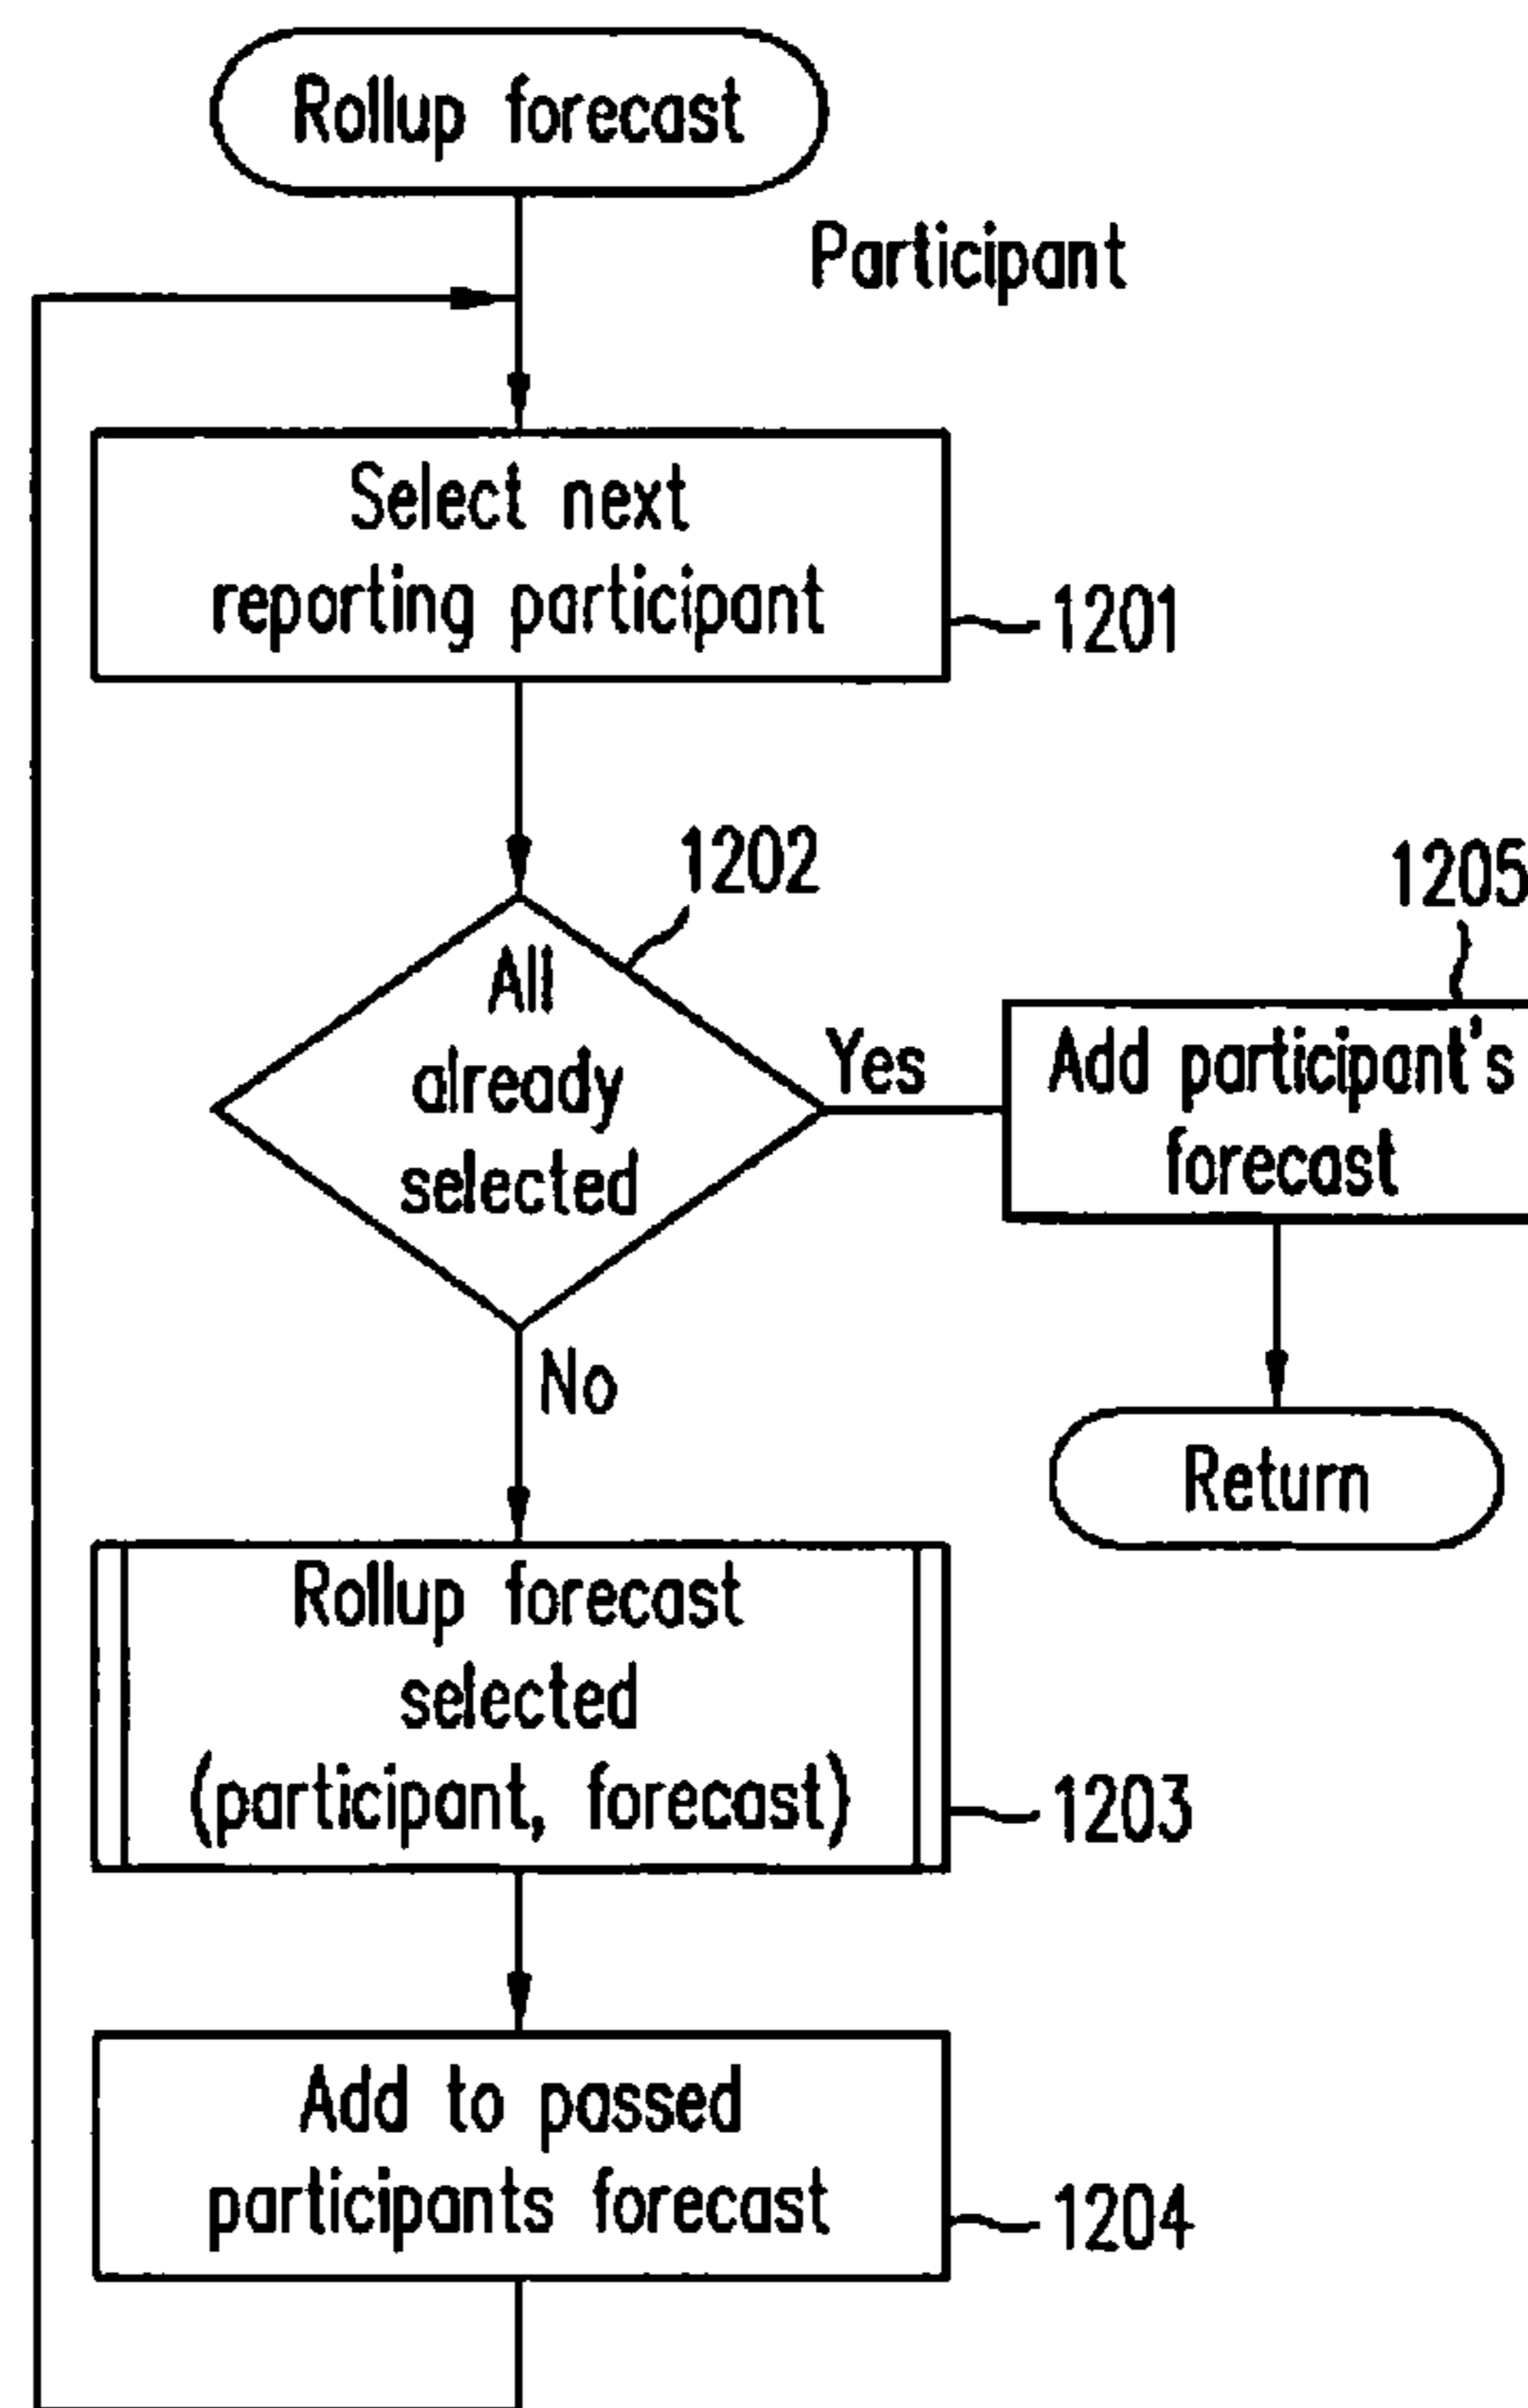 Rollup forecast
Participant
Select next
reporting participant
1201
1202
All
already
selected
Yes
1205
Add participant's
forecast
No
Return
Rollup forecast
selected
(participant, forecast)
1203
Add to passed
participants forecast
1204